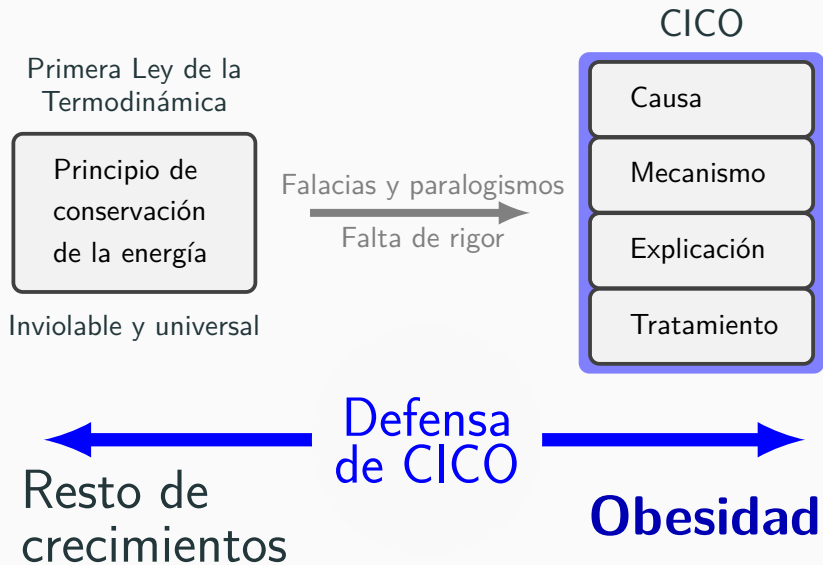 CICO
Primera Ley de la
Termodinámica
Principio de
conservación
de la energía
Inviolable y universal
Falacias y paralogismos
Falta de rigor
Causa
Mecanismo
Explicación
Tratamiento
Defensa
de CICO
Resto de
crecimientos
Obesidad